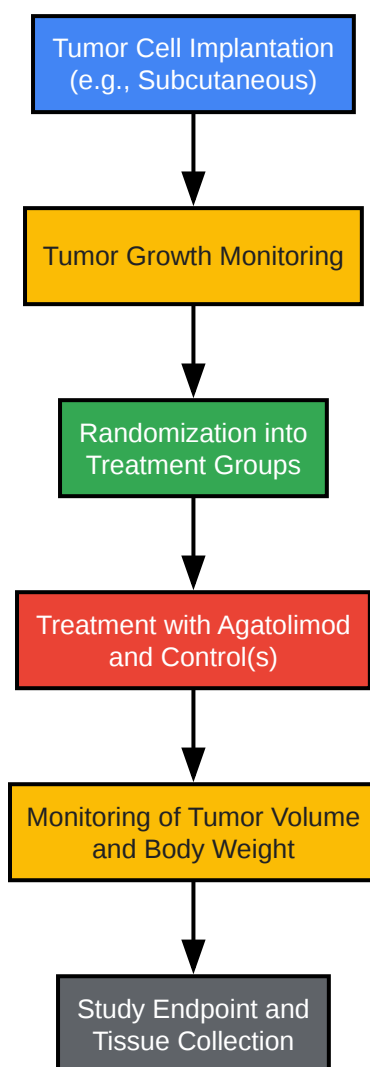 Tumor Cell Implantation
(e.g., Subcutaneous)
Tumor Growth Monitoring
Randomization into
Treatment Groups
Treatment with Agatolimod
and Control(s)
Monitoring of Tumor Volume
and Body Weight
Study Endpoint and
Tissue Collection